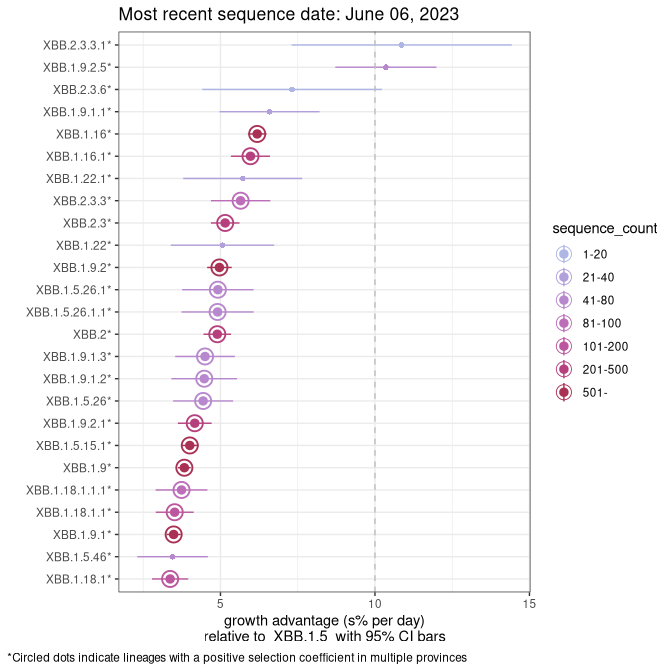 Most recent sequence date: June 06, 2023
XBB.2.3.3.1*
XBB.1.9.2.5*
XBB.2.3.6*
XBB.1.9.1.1*
XBB.1.16*
XBB.1.16.1*
XBB.1.22.1*
XBB.2.3.3*
XBB.2.3*
XBB.1.22*
XBB.1.9.2*
XBB.1.5.26.1*
XBB.1.5.26.1.1*
XBB.2*
XBB.1.9.1.3*
XBB.1.9.1.2*
XBB.1.5.26*
XBB.1.9.2.1*
XBB.1.5.15.1*
XBB.1.9*
XBB.1.18.1.1.1*
XBB.1.18.1.1*
XBB.1.9.1*
XBB.1.5.46*
XBB.1.18.1*
5 10 15
growth advantage (s% per day)
relative to XBB.1.5 with 95% CI bars
sequence_count
1-20
21-40
41-80
81-100
101-200
201-500
501-
*Circled dots indicate lineages with a positive selection coefficient in multiple provinces